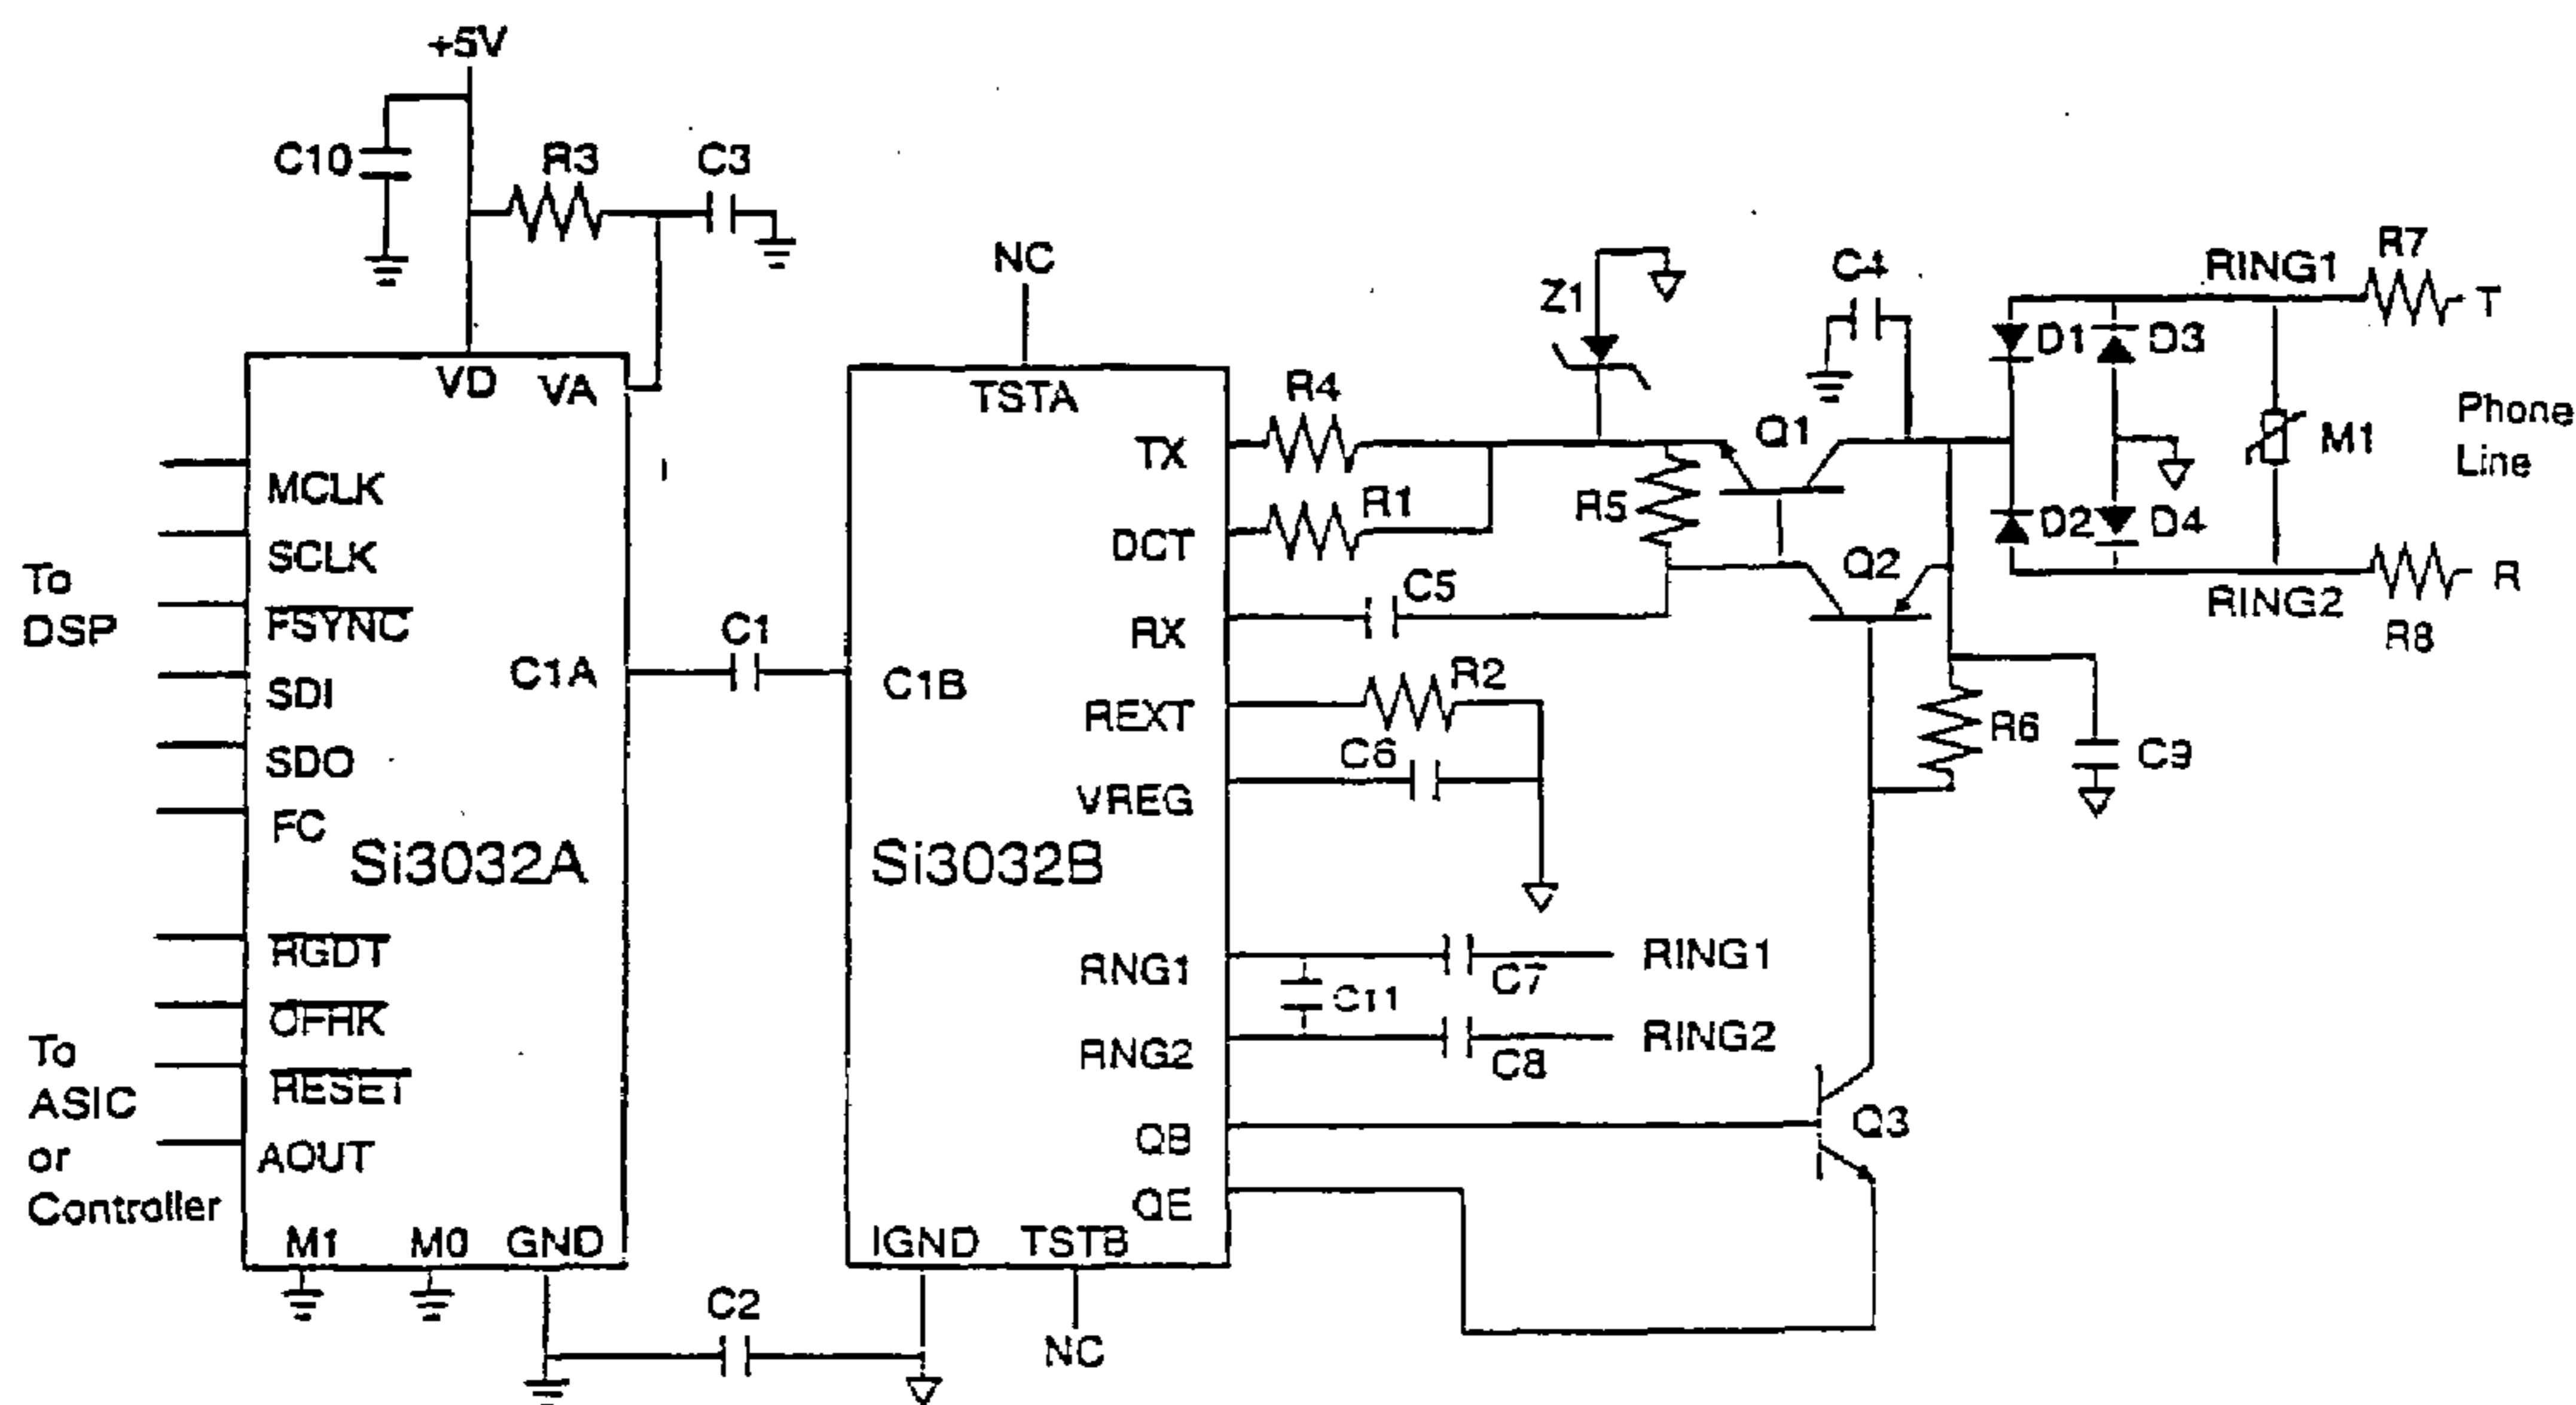 +5V
C10
R3
C3
NC
Z1
C4
RING1
R7
T
D1
D3
VD
VA
TSTA
R4
Q1
M1
Phone
Line
TX
R1
R5
MCLK
DCT
D2
D4
SCLK
Q2
To
DSP
C5
R
FSYNC
C1
RX
RING2
R8
C1A
C1B
R2
SDI
REXT
R6
SDO
C6
C9
VREG
FC
Si3032A
Si3032B
RGDT
RNG1
C7
RING1
C11
OFHK
RNG2
C8
RING2
To
ASIC
or
Controller
RESET
QB
Q3
AOUT
QE
M1
M0
GND
IGND
TSTB
C2
NC